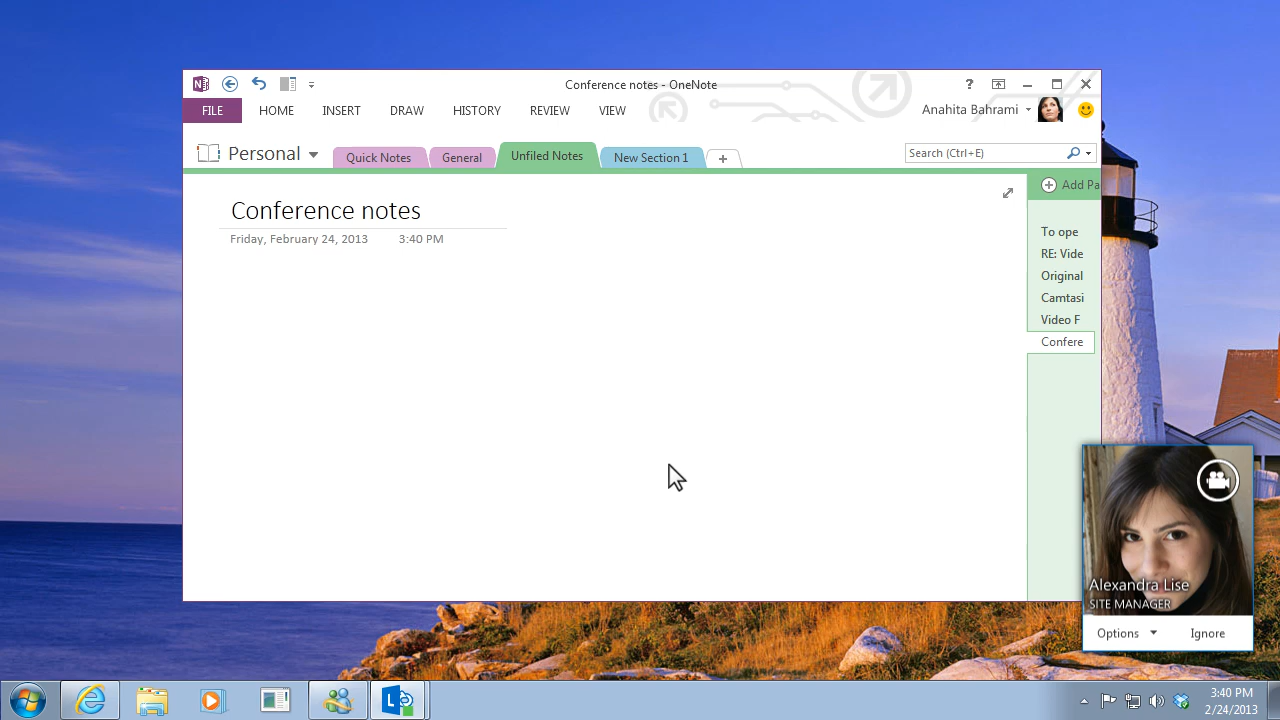 Conference notes - OneNote
?
FILE
HOME
INSERT
DRAW
HISTORY
REVIEW
VIEW
Anahita Bahrami
Personal
Quick Notes
General
Unfiled Notes
New Section 1
Search (Ctrl+E)
Add Pa
Conference notes
Friday, February 24, 2013 3:40 PM
To ope
RE: Vide
Original
Camtasi
Video F
Confere
Alexandra Lise
SITE MANAGER
Options
Ignore
3:40 PM
2/24/2013